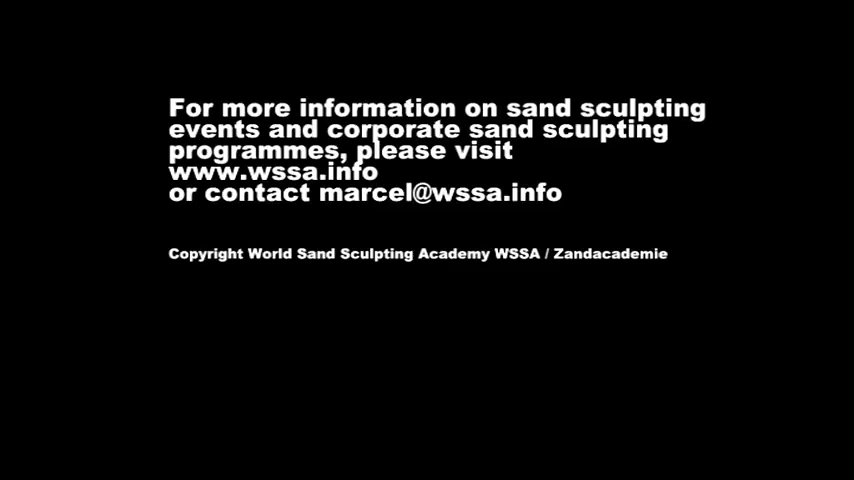 For more information on sand sculpting
events and corporate sand sculpting
programmes, please visit
www.wssa.info
or contact marcel@wssa.info
Copyright World Sand Sculpting Academy WSSA / Zandacademie